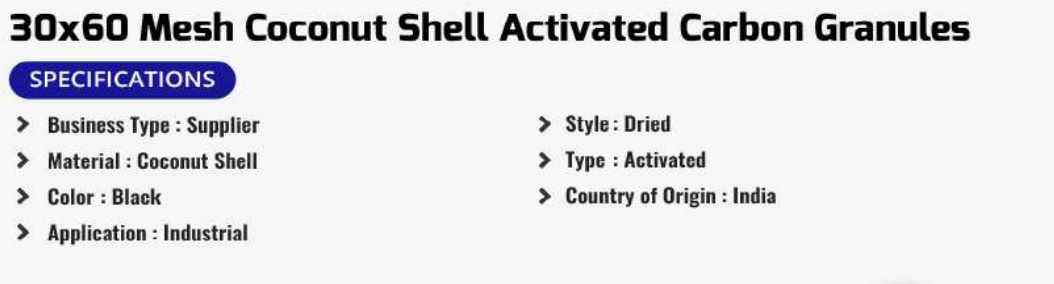 30x60 Mesh Coconut Shell Activated Carbon Granules
SPECIFICATIONS
Business Type : Supplier
Material : Coconut Shell
Color : Black
Application : Industrial
Style : Dried
Type : Activated
Country of Origin : India